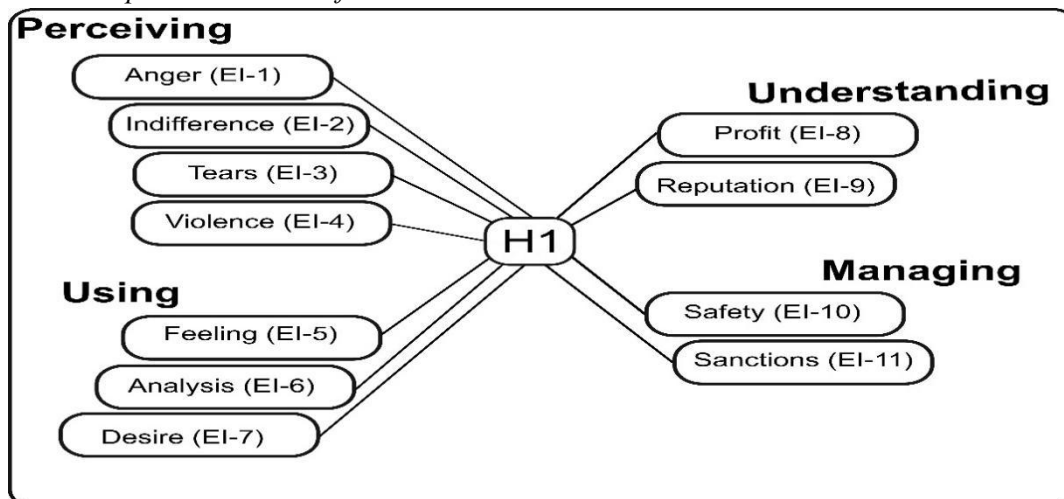 Perceiving
Anger (EI-1)
Indifference (EI-2)
Tears (EI-3)
Violence (EI-4)
Using
Feeling (EI-5)
Analysis (EI-6)
Desire (EI-7)
H1
Understanding
Profit (EI-8)
Reputation (EI-9)
Managing
Safety (EI-10)
Sanctions (EI-11)